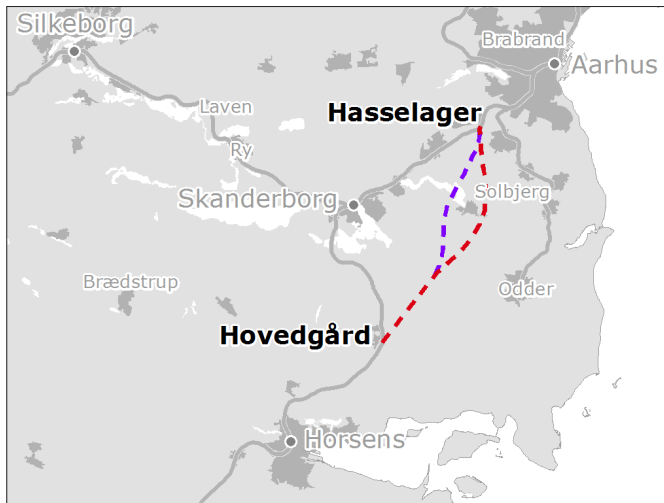 Silkeborg
Brabrand
Aarhus
Laven
Hasselager
Ry
Skanderborg
Solbjerg
Brædstrup
Odder
Hovedgård
Horsens